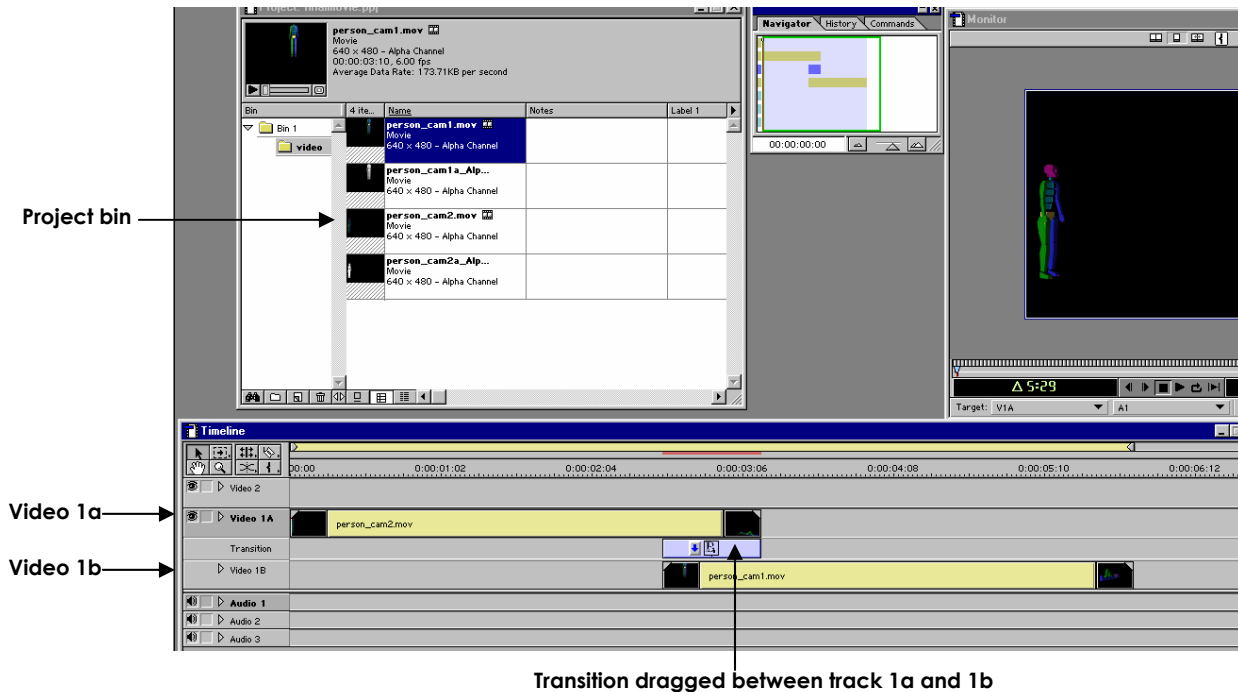 Project: finalmovie.ppj
person_cam1.mov
Movie
640 x 480 - Alpha Channel
00:00:03:10, 6.00 fps
Average Data Rate: 173.71KB per second
Bin
4 ite...
Name
Notes
Label 1
Bin 1
video
person_cam1.mov
Movie
640 x 480 - Alpha Channel
person_cam1a_Alp...
Movie
640 x 480 - Alpha Channel
person_cam2.mov
Movie
640 x 480 - Alpha Channel
person_cam2a_Alp...
Movie
640 x 480 - Alpha Channel
Project bin
Navigator
History
Commands
00:00:00:00
Monitor
Δ 5:29
Target: V1A
A1
Timeline
00:00
0:00:01:02
0:00:02:04
0:00:03:06
0:00:04:08
0:00:05:10
0:00:06:12
Video 2
Video 1a
Video 1A
person_cam2.mov
Transition
Video 1b
Video 1B
person_cam1.mov
Audio 1
Audio 2
Audio 3
Transition dragged between track 1a and 1b